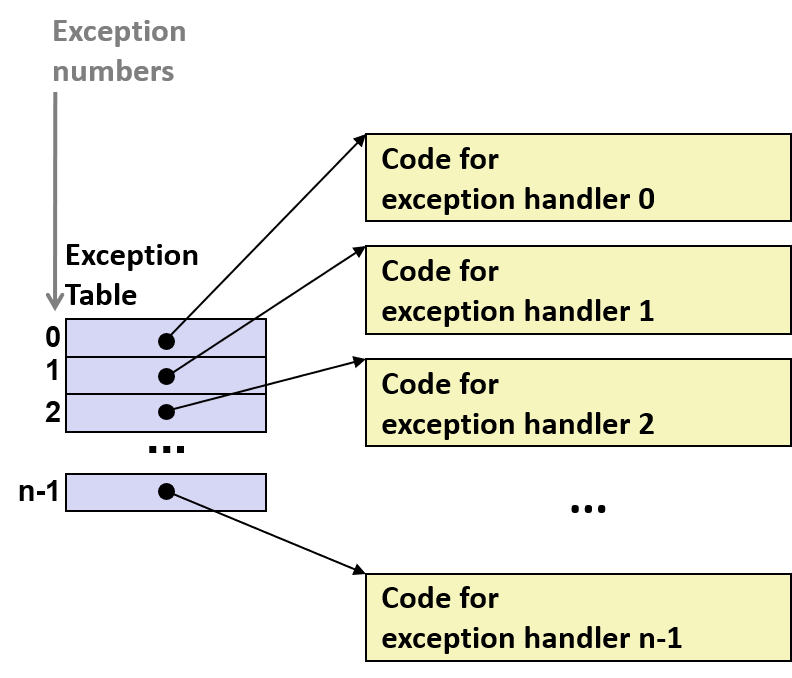 Exception
numbers
Code for
exception handler 0
Exception
Table
Code for
exception handler 1
0
1
2
...
n-1
Code for
exception handler 2
...
Code for
exception handler n-1